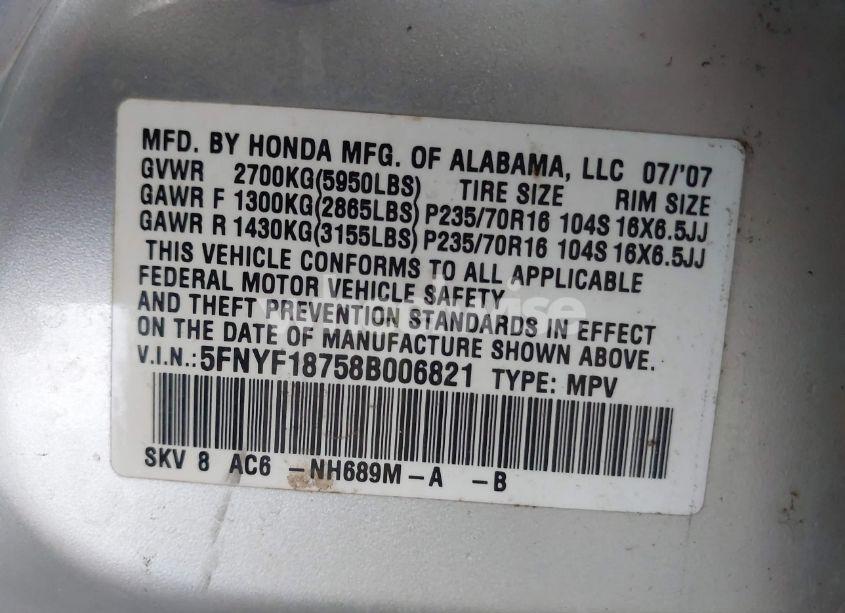 MFD. BY HONDA MFG. OF ALABAMA, LLC 07/'07
GVWR 2700KG(5950LBS) TIRE SIZE RIM SIZE
GAWR F 1300KG(2865LBS) P235/70R16 104S 16X6.5JJ
GAWR R 1430KG(3155LBS) P235/70R16 104S 16X6.5JJ
THIS VEHICLE CONFORMS TO ALL APPLICABLE
FEDERAL MOTOR VEHICLE SAFETY
AND THEFT PREVENTION STANDARDS IN EFFECT
ON THE DATE OF MANUFACTURE SHOWN ABOVE.
V.I.N.: 5FNYF18758B006821 TYPE: MPV
SKV 8 AC6 -NH689M-A -B